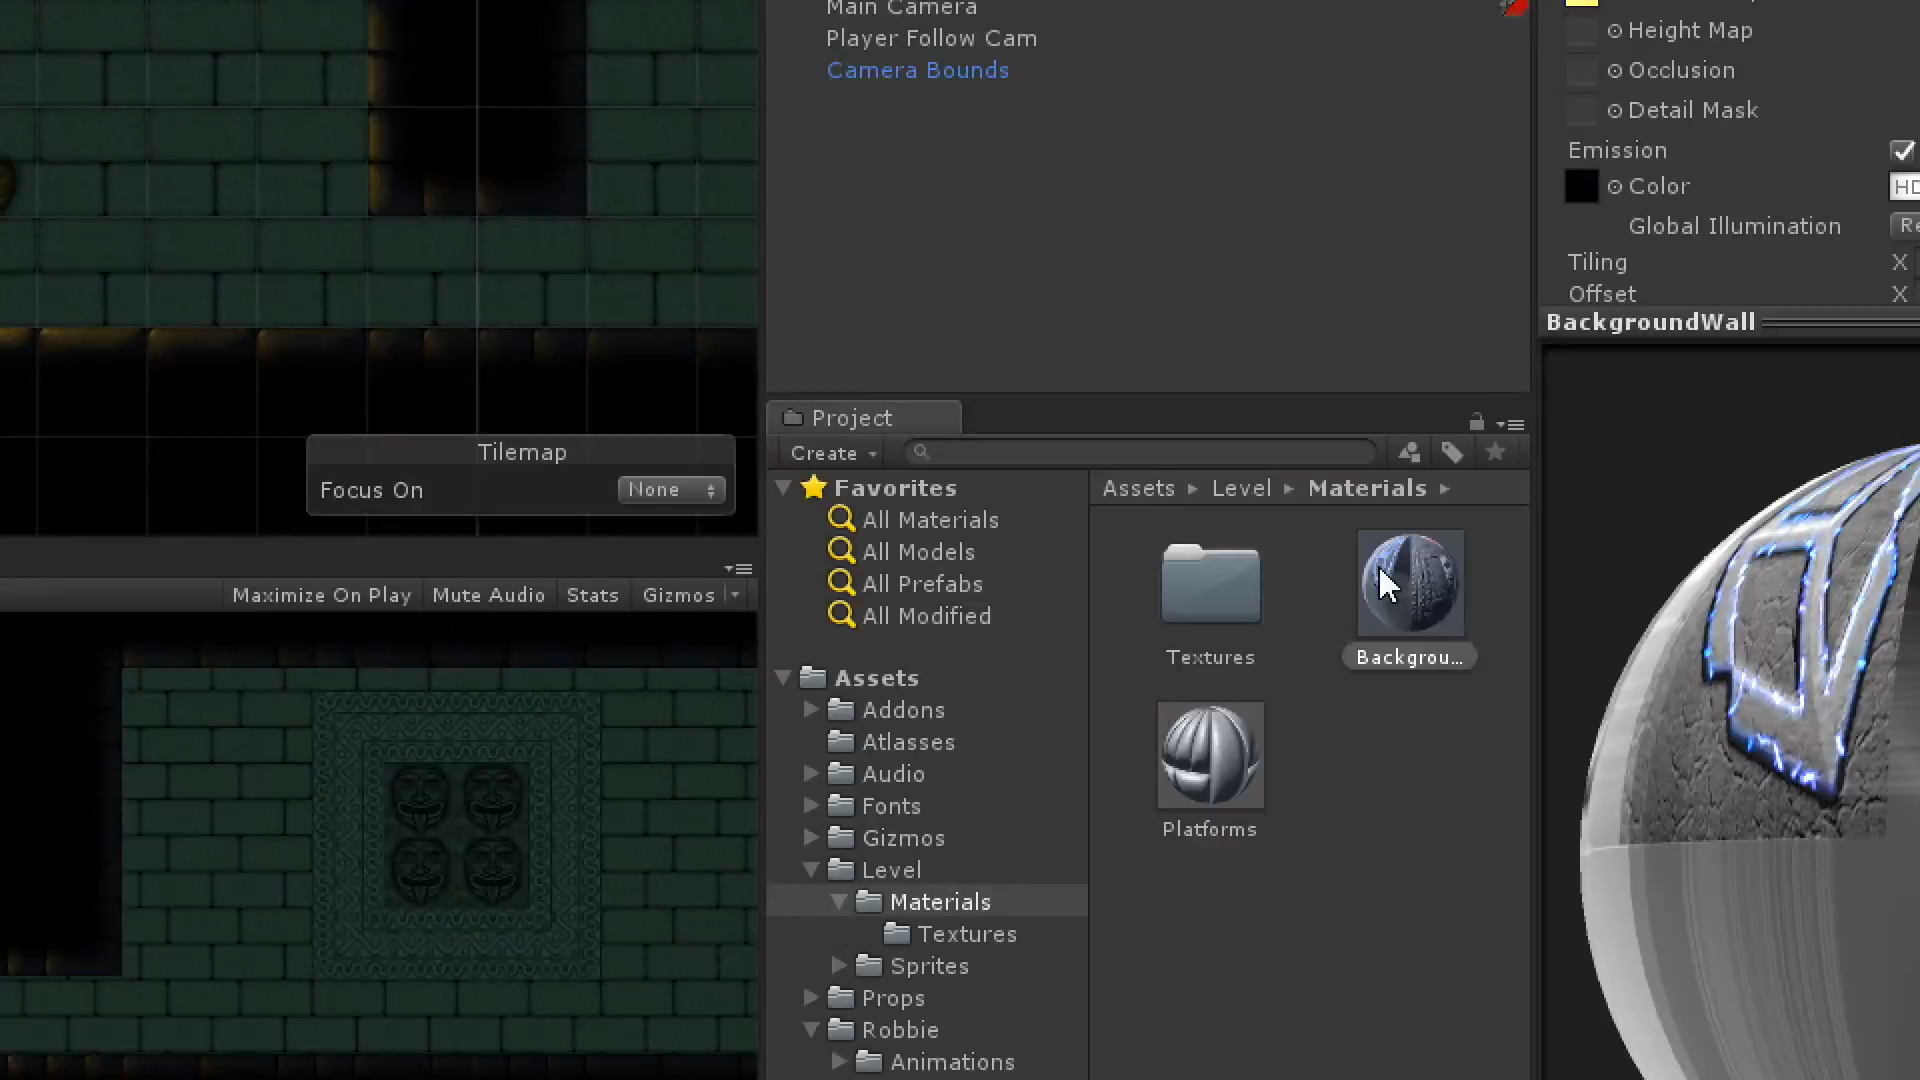 Main Camera
Player Follow Cam
Camera Bounds
Height Map
Occlusion
Detail Mask
Emission
Color
HD
Global Illumination
Re
Tiling
X
Offset
X
BackgroundWall
Tilemap
Focus On
None
Maximize On Play
Mute Audio
Stats
Gizmos
Project
Create
Favorites
All Materials
All Models
All Prefabs
All Modified
Assets
Addons
Atlasses
Audio
Fonts
Gizmos
Level
Materials
Textures
Sprites
Props
Robbie
Animations
Assets ▸ Level ▸ Materials ▸
Textures
Backgrou...
Platforms